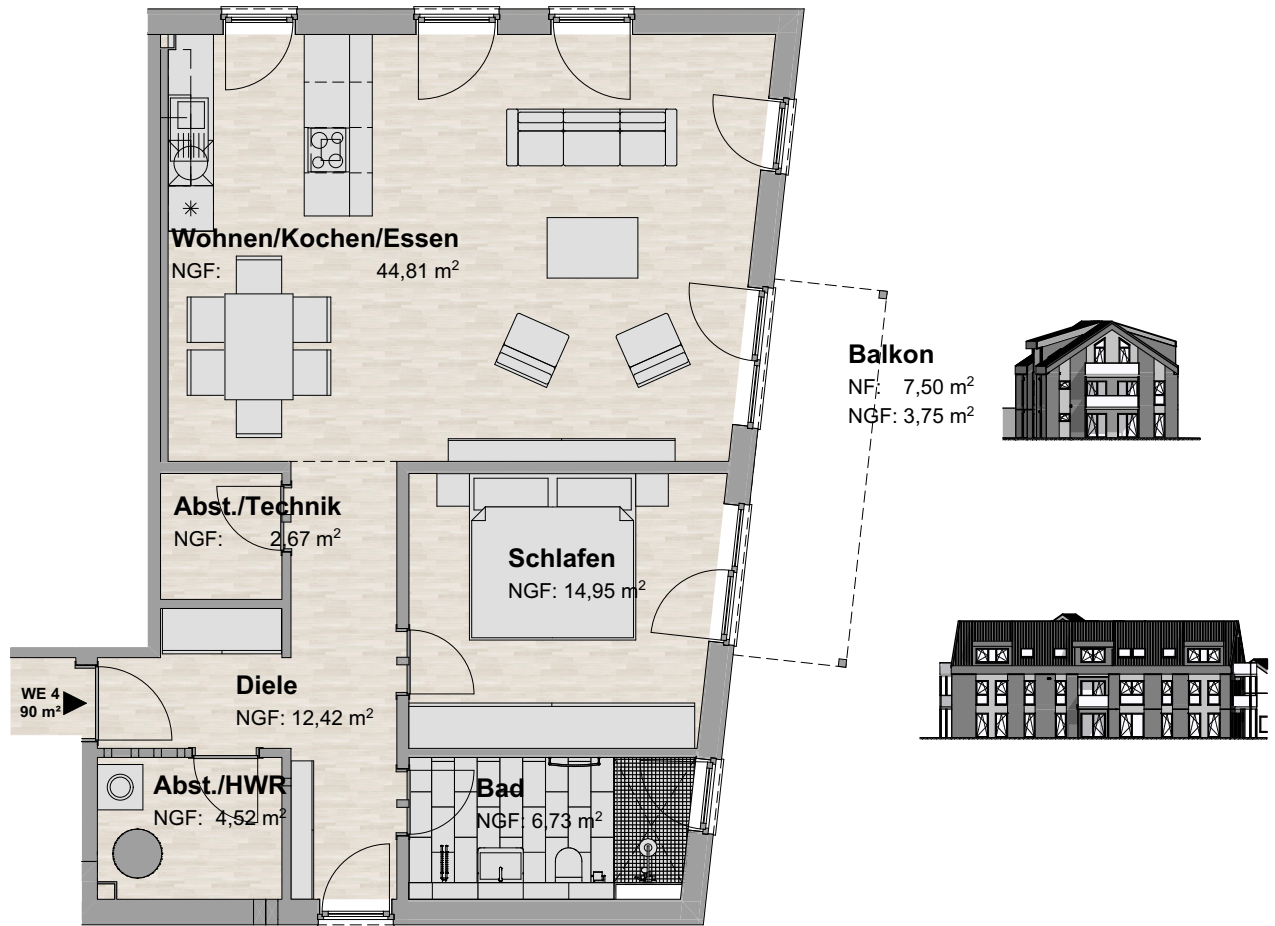 Wohnen/Kochen/Essen
NGF: 44,81 m²
Balkon
NF: 7,50 m²
NGF: 3,75 m²
Abst./Technik
NGF: 2,67 m²
Schlafen
NGF: 14,95 m²
WE 4
90 m²
Diele
NGF: 12,42 m²
Abst./HWR
NGF: 4,52 m²
Bad
NGF: 6,73 m²